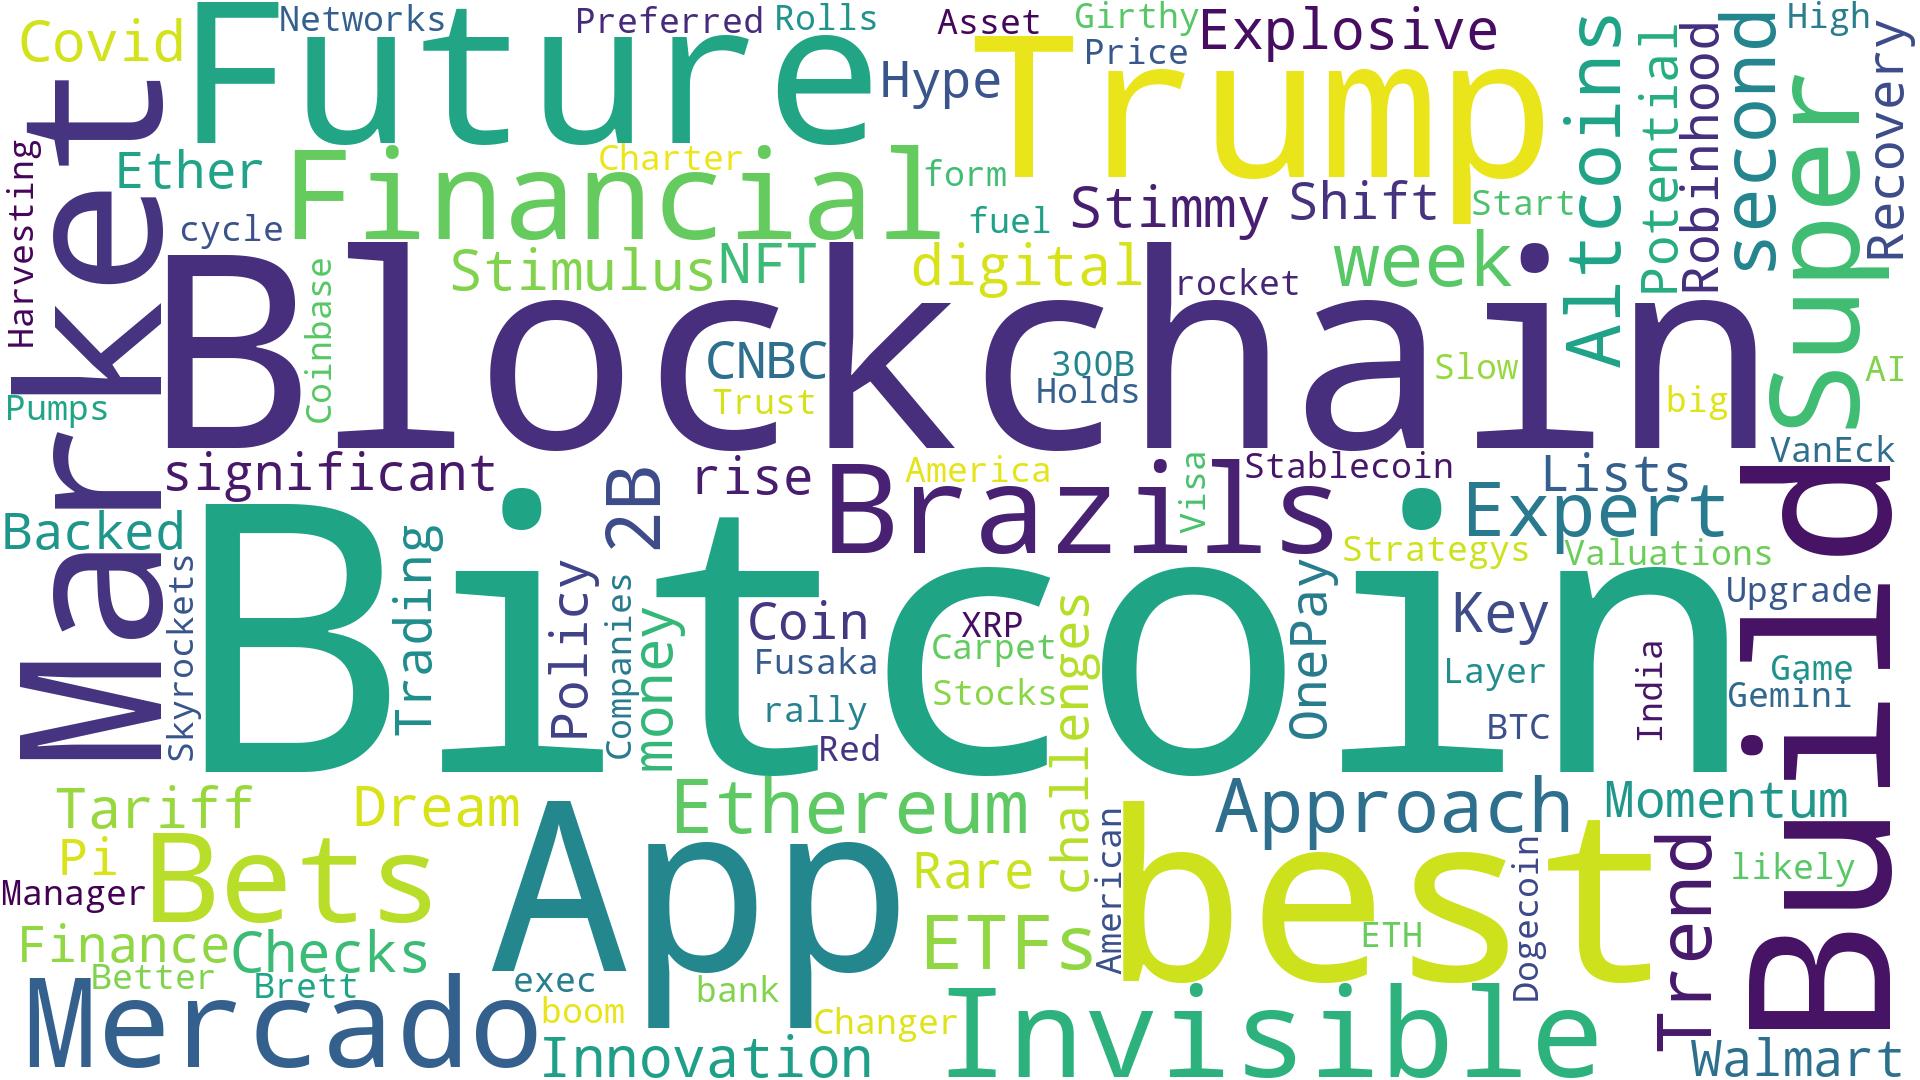 Covid
Future
Networks
Preferred
Rolls
Asset
Girthy
Explosive
High
Price
Hype
Trump
Altcoins
Potential
Robinhood
second
Super
Recovery
Market
Harvesting
Ether
Financial
Charter
form
Stimmy
Shift
Start
cycle
fuel
Stimulus
NFT
digital
rocket
week
Blockchain
Coinbase
CNBC
300B
Holds
Slow
AI
Trust
big
Pumps
VanEck
significant
2B
rise
Brazils
America
Visa
Stablecoin
Lists
Expert
Build
Backed
Strategys
Valuations
Skyrockets
Bitcoin
Trading
Policy
Companies
money
Coin
XRP
Carpet
Fusaka
Stocks
rally
Red
challenges
OnePay
Key
Upgrade
Layer
India
Game
Gemini
BTC
Tariff
Dream
Ethereum
Approach
Momentum
Pi
Bets
App
Rare
American
best
Trend
likely
Manager
Finance
Checks
ETFs
ETH
Dogecoin
Better
Brett
exec
bank
Mercado
boom
Changer
Invisible
Innovation
Walmart